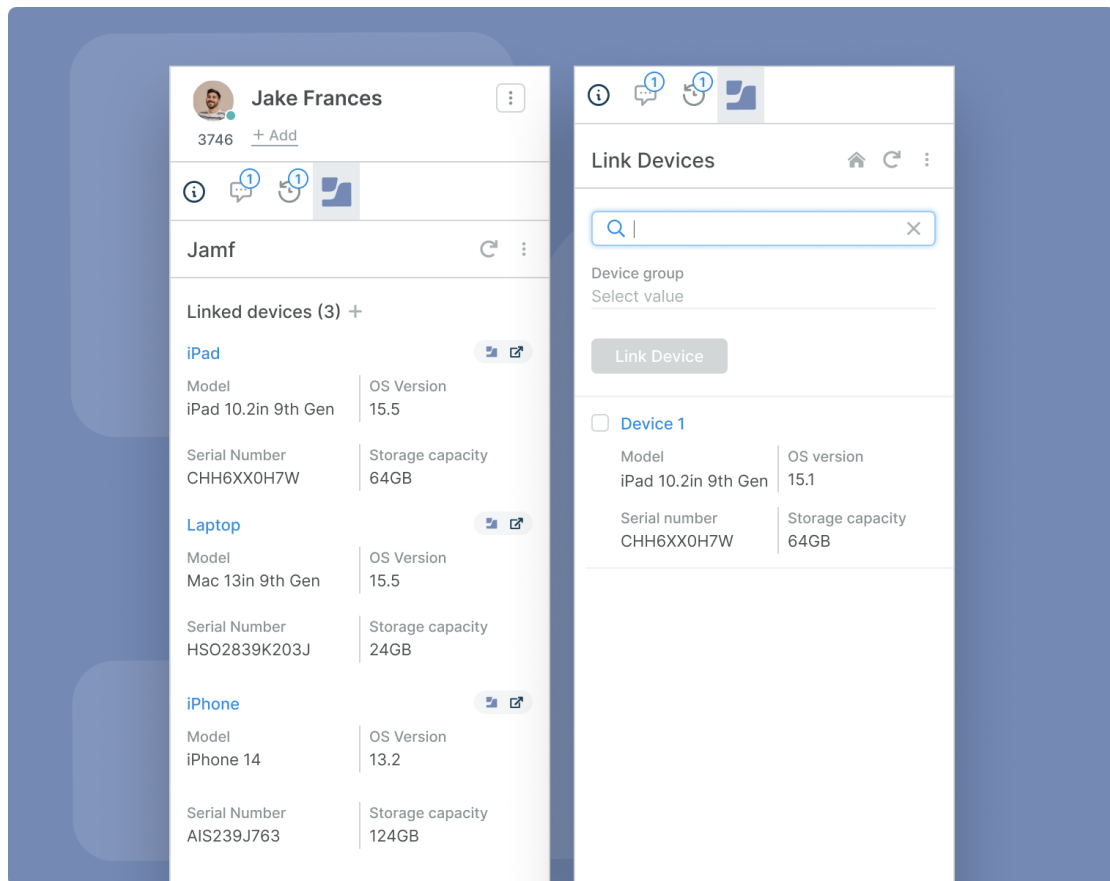 Jake Frances
3746
+ Add
1
1
Jamf
Linked devices (3) +
iPad
Model
OS Version
iPad 10.2in 9th Gen
15.5
Serial Number
Storage capacity
CHH6XX0H7W
64GB
Laptop
Model
OS Version
Mac 13in 9th Gen
15.5
Serial Number
Storage capacity
HSO2839K203J
24GB
iPhone
Model
OS Version
iPhone 14
13.2
Serial Number
Storage capacity
AIS239J763
124GB
1
1
Link Devices
Device group
Select value
Link Device
Device 1
Model
OS version
iPad 10.2in 9th Gen
15.1
Serial number
Storage capacity
CHH6XX0H7W
64GB